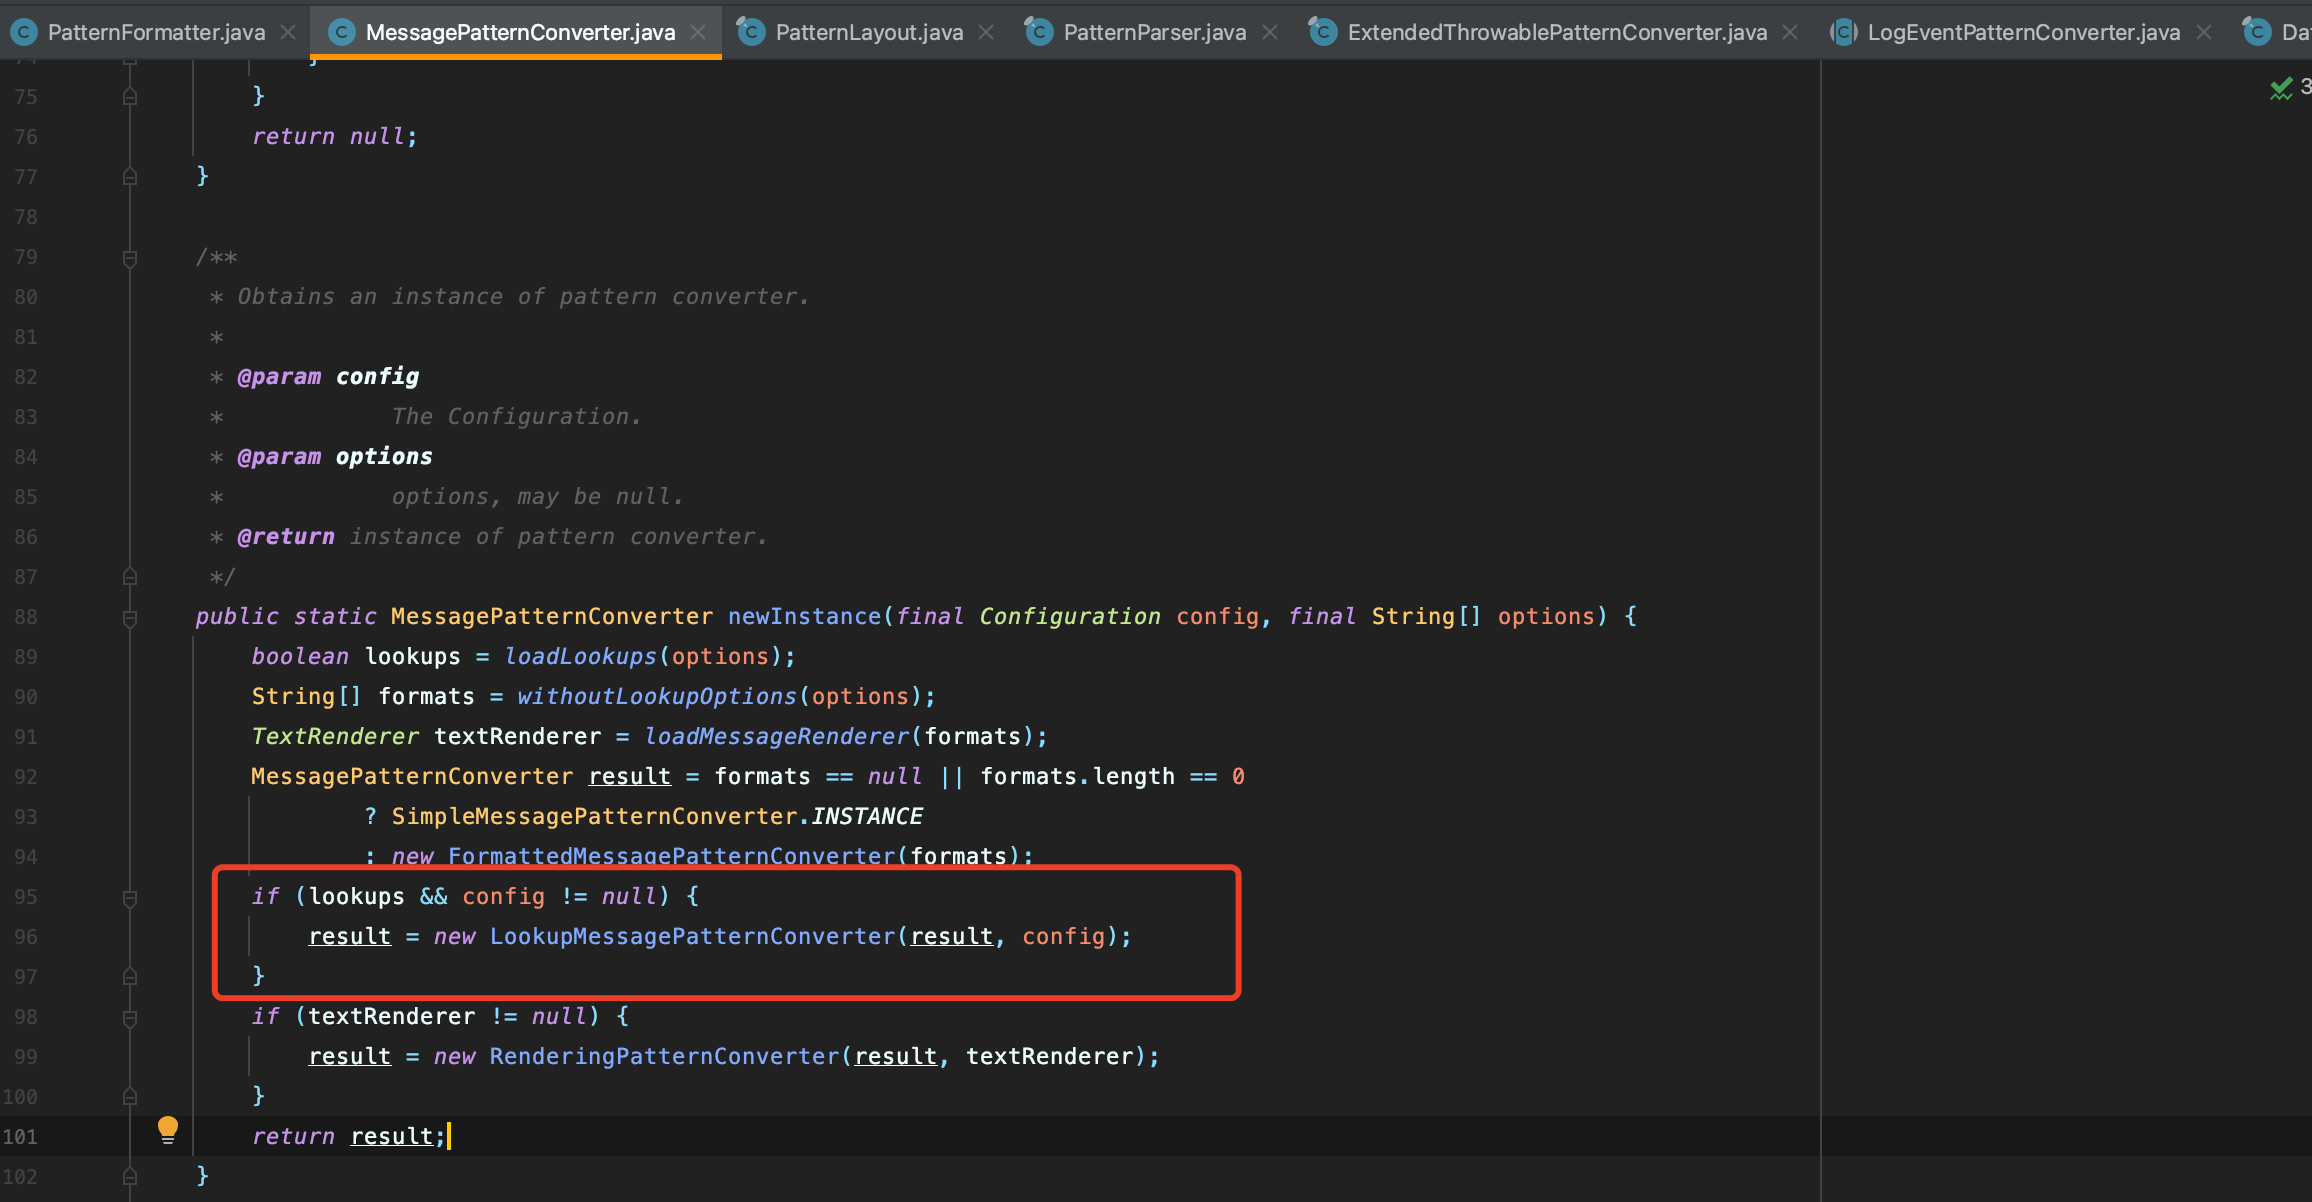 PatternFormatter.java MessagePatternConverter.java PatternLayout.java PatternParser.java ExtendedThrowablePatternConverter.java LogEventPatternConverter.java Da
74 }
75 }
76 return null;
77 }
78
79 /**
80 * Obtains an instance of pattern converter.
81 *
82 * @param config
83 * The Configuration.
84 * @param options
85 * options, may be null.
86 * @return instance of pattern converter.
87 */
88 public static MessagePatternConverter newInstance(final Configuration config, final String[] options) {
89 boolean lookups = loadLookups(options);
90 String[] formats = withoutLookupOptions(options);
91 TextRenderer textRenderer = loadMessageRenderer(formats);
92 MessagePatternConverter result = formats == null || formats.length == 0
93 ? SimpleMessagePatternConverter.INSTANCE
94 : new FormattedMessagePatternConverter(formats);
95 if (lookups && config != null) {
96 result = new LookupMessagePatternConverter(result, config);
97 }
98 if (textRenderer != null) {
99 result = new RenderingPatternConverter(result, textRenderer);
100 }
101 return result;
102 }
3